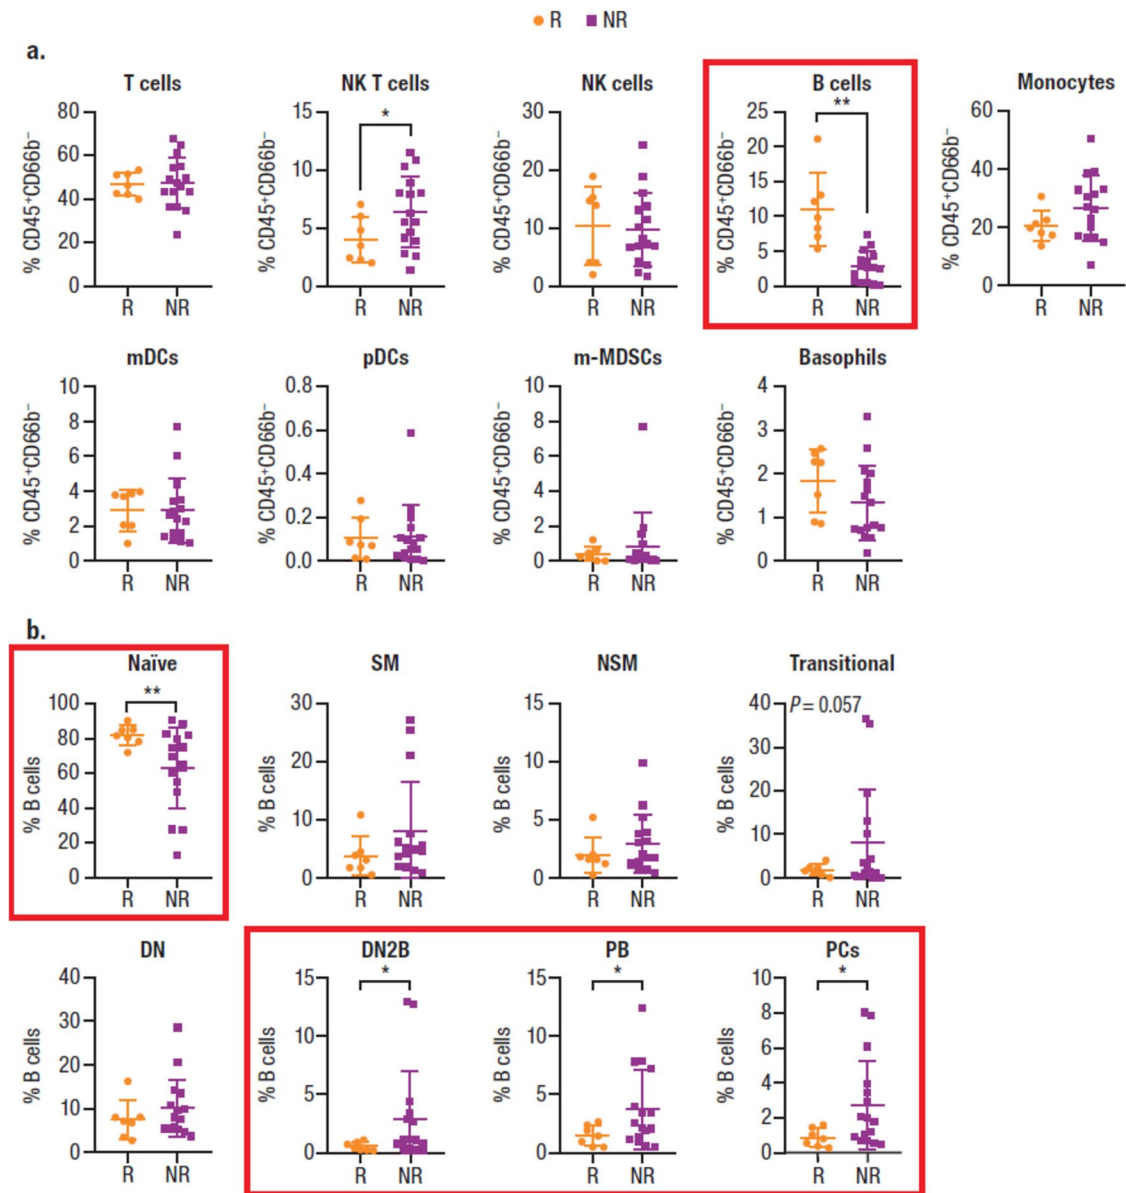 R NR
a.
T cells
NK T cells
NK cells
B cells
Monocytes
% CD45⁺CD66b⁻
80
60
40
20
0
R NR
% CD45⁺CD66b⁻
15
10
5
0
*
R NR
% CD45⁺CD66b⁻
30
20
10
0
R NR
% CD45⁺CD66b⁻
25
20
15
10
5
0
**
R NR
% CD45⁺CD66b⁻
60
40
20
0
R NR
mDCs
pDCs
m-MDSCs
Basophils
% CD45⁺CD66b⁻
10
8
6
4
2
0
R NR
% CD45⁺CD66b⁻
0.8
0.6
0.4
0.2
0.0
R NR
% CD45⁺CD66b⁻
10
8
6
4
2
0
R NR
% CD45⁺CD66b⁻
4
3
2
1
0
R NR
b.
Naïve
SM
NSM
Transitional
% B cells
100
80
60
40
20
0
**
R NR
% B cells
30
20
10
0
R NR
% B cells
15
10
5
0
R NR
% B cells
40
30
20
10
0
P = 0.057
R NR
DN
DN2B
PB
PCs
% B cells
40
30
20
10
0
R NR
% B cells
15
10
5
0
*
R NR
% B cells
15
10
5
0
*
R NR
% B cells
10
8
6
4
2
0
*
R NR